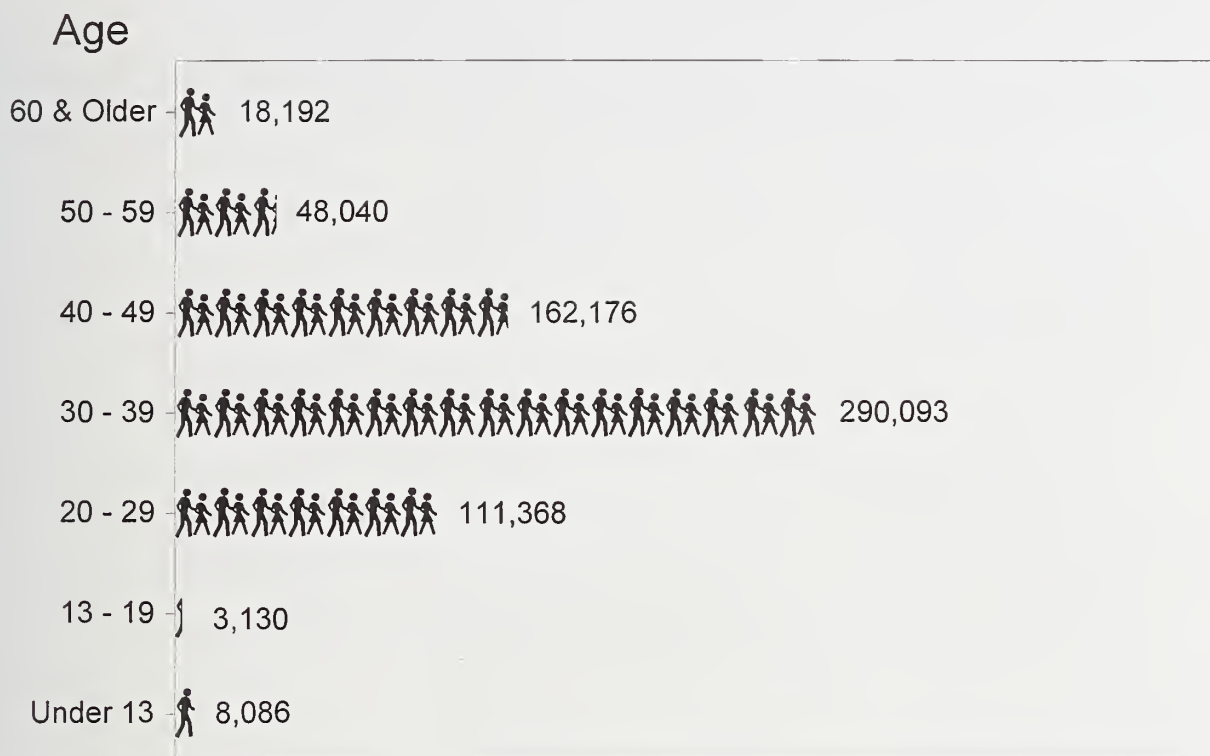 Age
60 & Older 18,192
50 - 59 48,040
40 - 49 162,176
30 - 39 290,093
20 - 29 111,368
13 - 19 3,130
Under 13 8,086